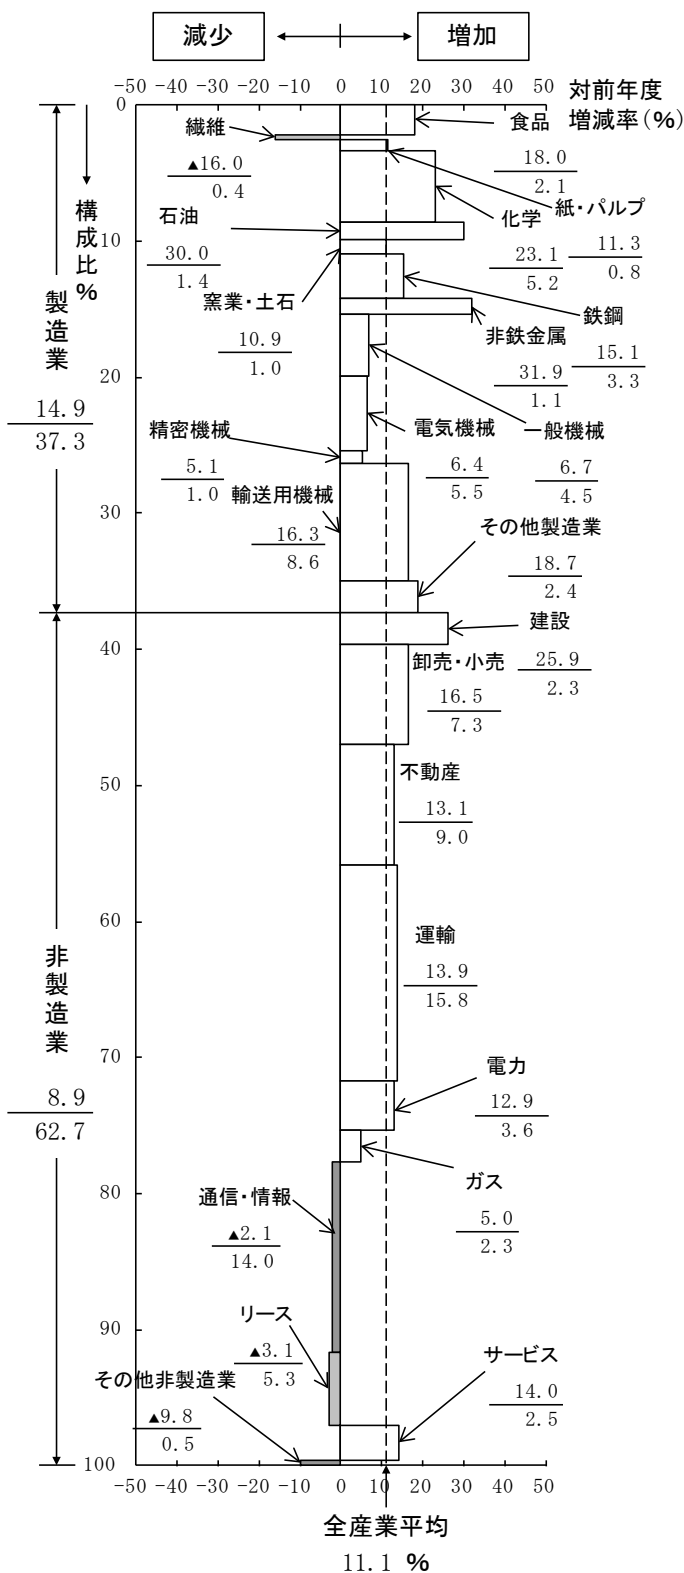 減少
増加
-50 -40 -30 -20 -10 0 10 20 30 40 50
対前年度
増減率(%)
0
10
20
30
40
50
60
70
80
90
100
構成比%
製造業
14.9
37.3
非製造業
8.9
62.7
食品
18.0
2.1
繊維
▲16.0
0.4
紙・パルプ
11.3
0.8
化学
23.1
5.2
石油
30.0
1.4
窯業・土石
10.9
1.0
鉄鋼
15.1
3.3
非鉄金属
31.9
1.1
一般機械
6.7
4.5
電気機械
6.4
5.5
精密機械
5.1
1.0
輸送用機械
16.3
8.6
その他製造業
18.7
2.4
建設
25.9
2.3
卸売・小売
16.5
7.3
不動産
13.1
9.0
運輸
13.9
15.8
電力
12.9
3.6
ガス
5.0
2.3
通信・情報
▲2.1
14.0
リース
▲3.1
5.3
サービス
14.0
2.5
その他非製造業
▲9.8
0.5
-50 -40 -30 -20 -10 0 10 20 30 40 50
全産業平均
11.1 %